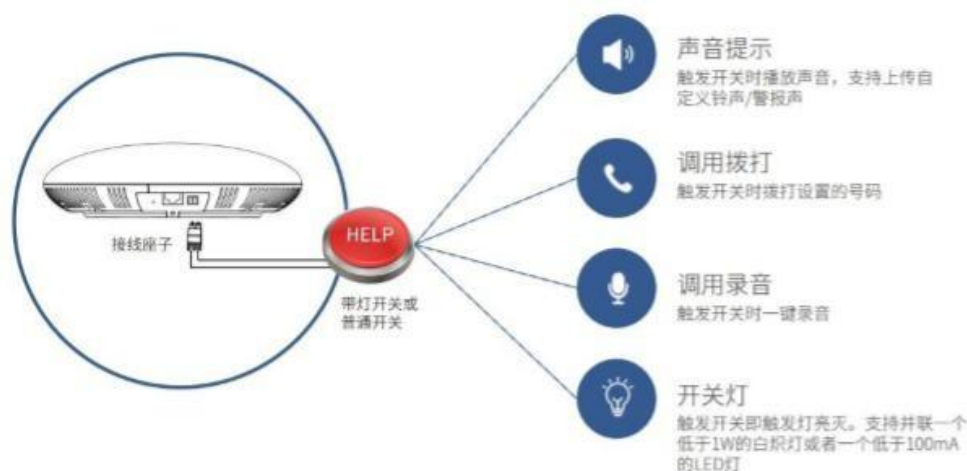 声音提示
触发开关时播放声音，支持上传自
定义铃声/警报声
调用拨打
触发开关时拨打设置的号码
接线座子
HELP
带灯开关或
普通开关
调用录音
触发开关时一键录音
开关灯
触发开关即触发灯亮灭。支持并联一个
低于1W的白炽灯或者一个低于100mA
的LED灯